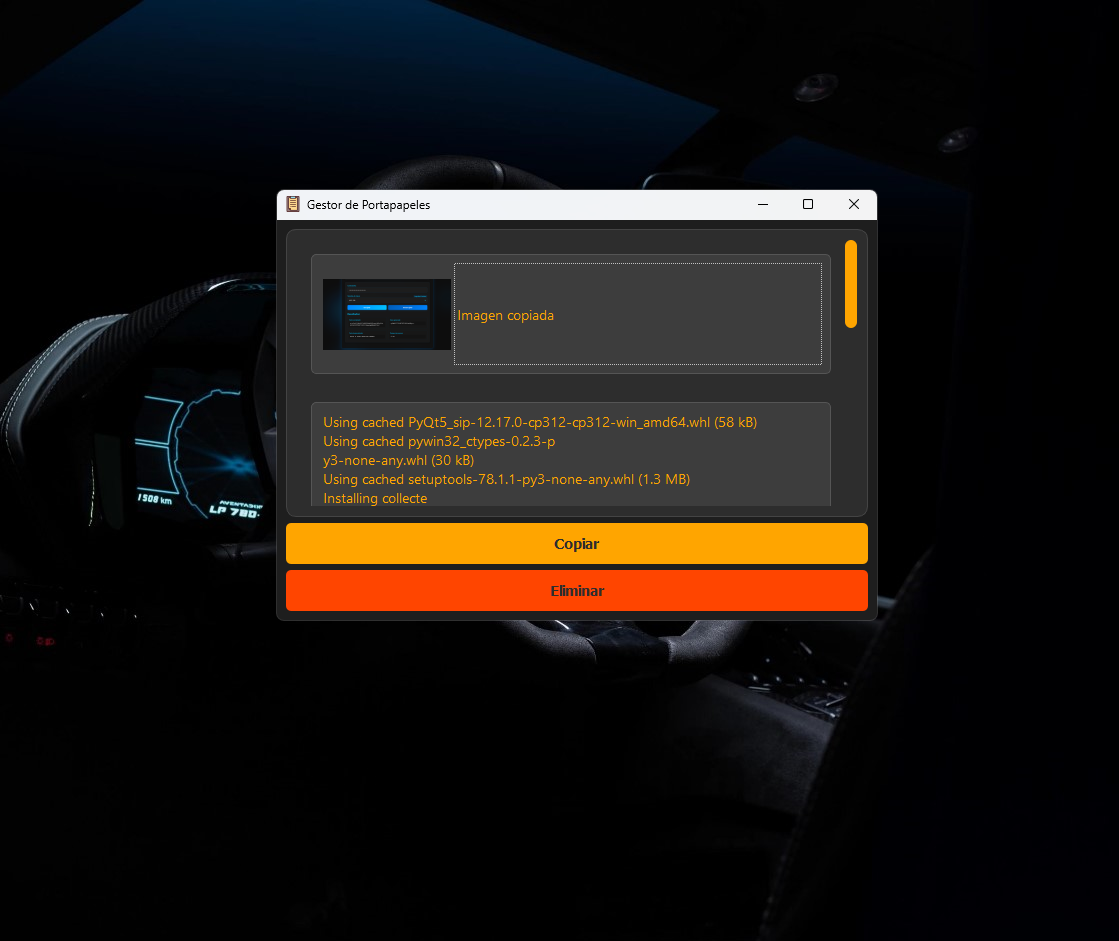 Gestor de Portapapeles
Imagen copiada
Using cached PyQt5_sip-12.17.0-cp312-cp312-win_amd64.whl (58 kB)
Using cached pywin32_ctypes-0.2.3-p
y3-none-any.whl (30 kB)
Using cached setuptools-78.1.1-py3-none-any.whl (1.3 MB)
Installing collecte
1508 km
LP 780-
Copiar
Eliminar